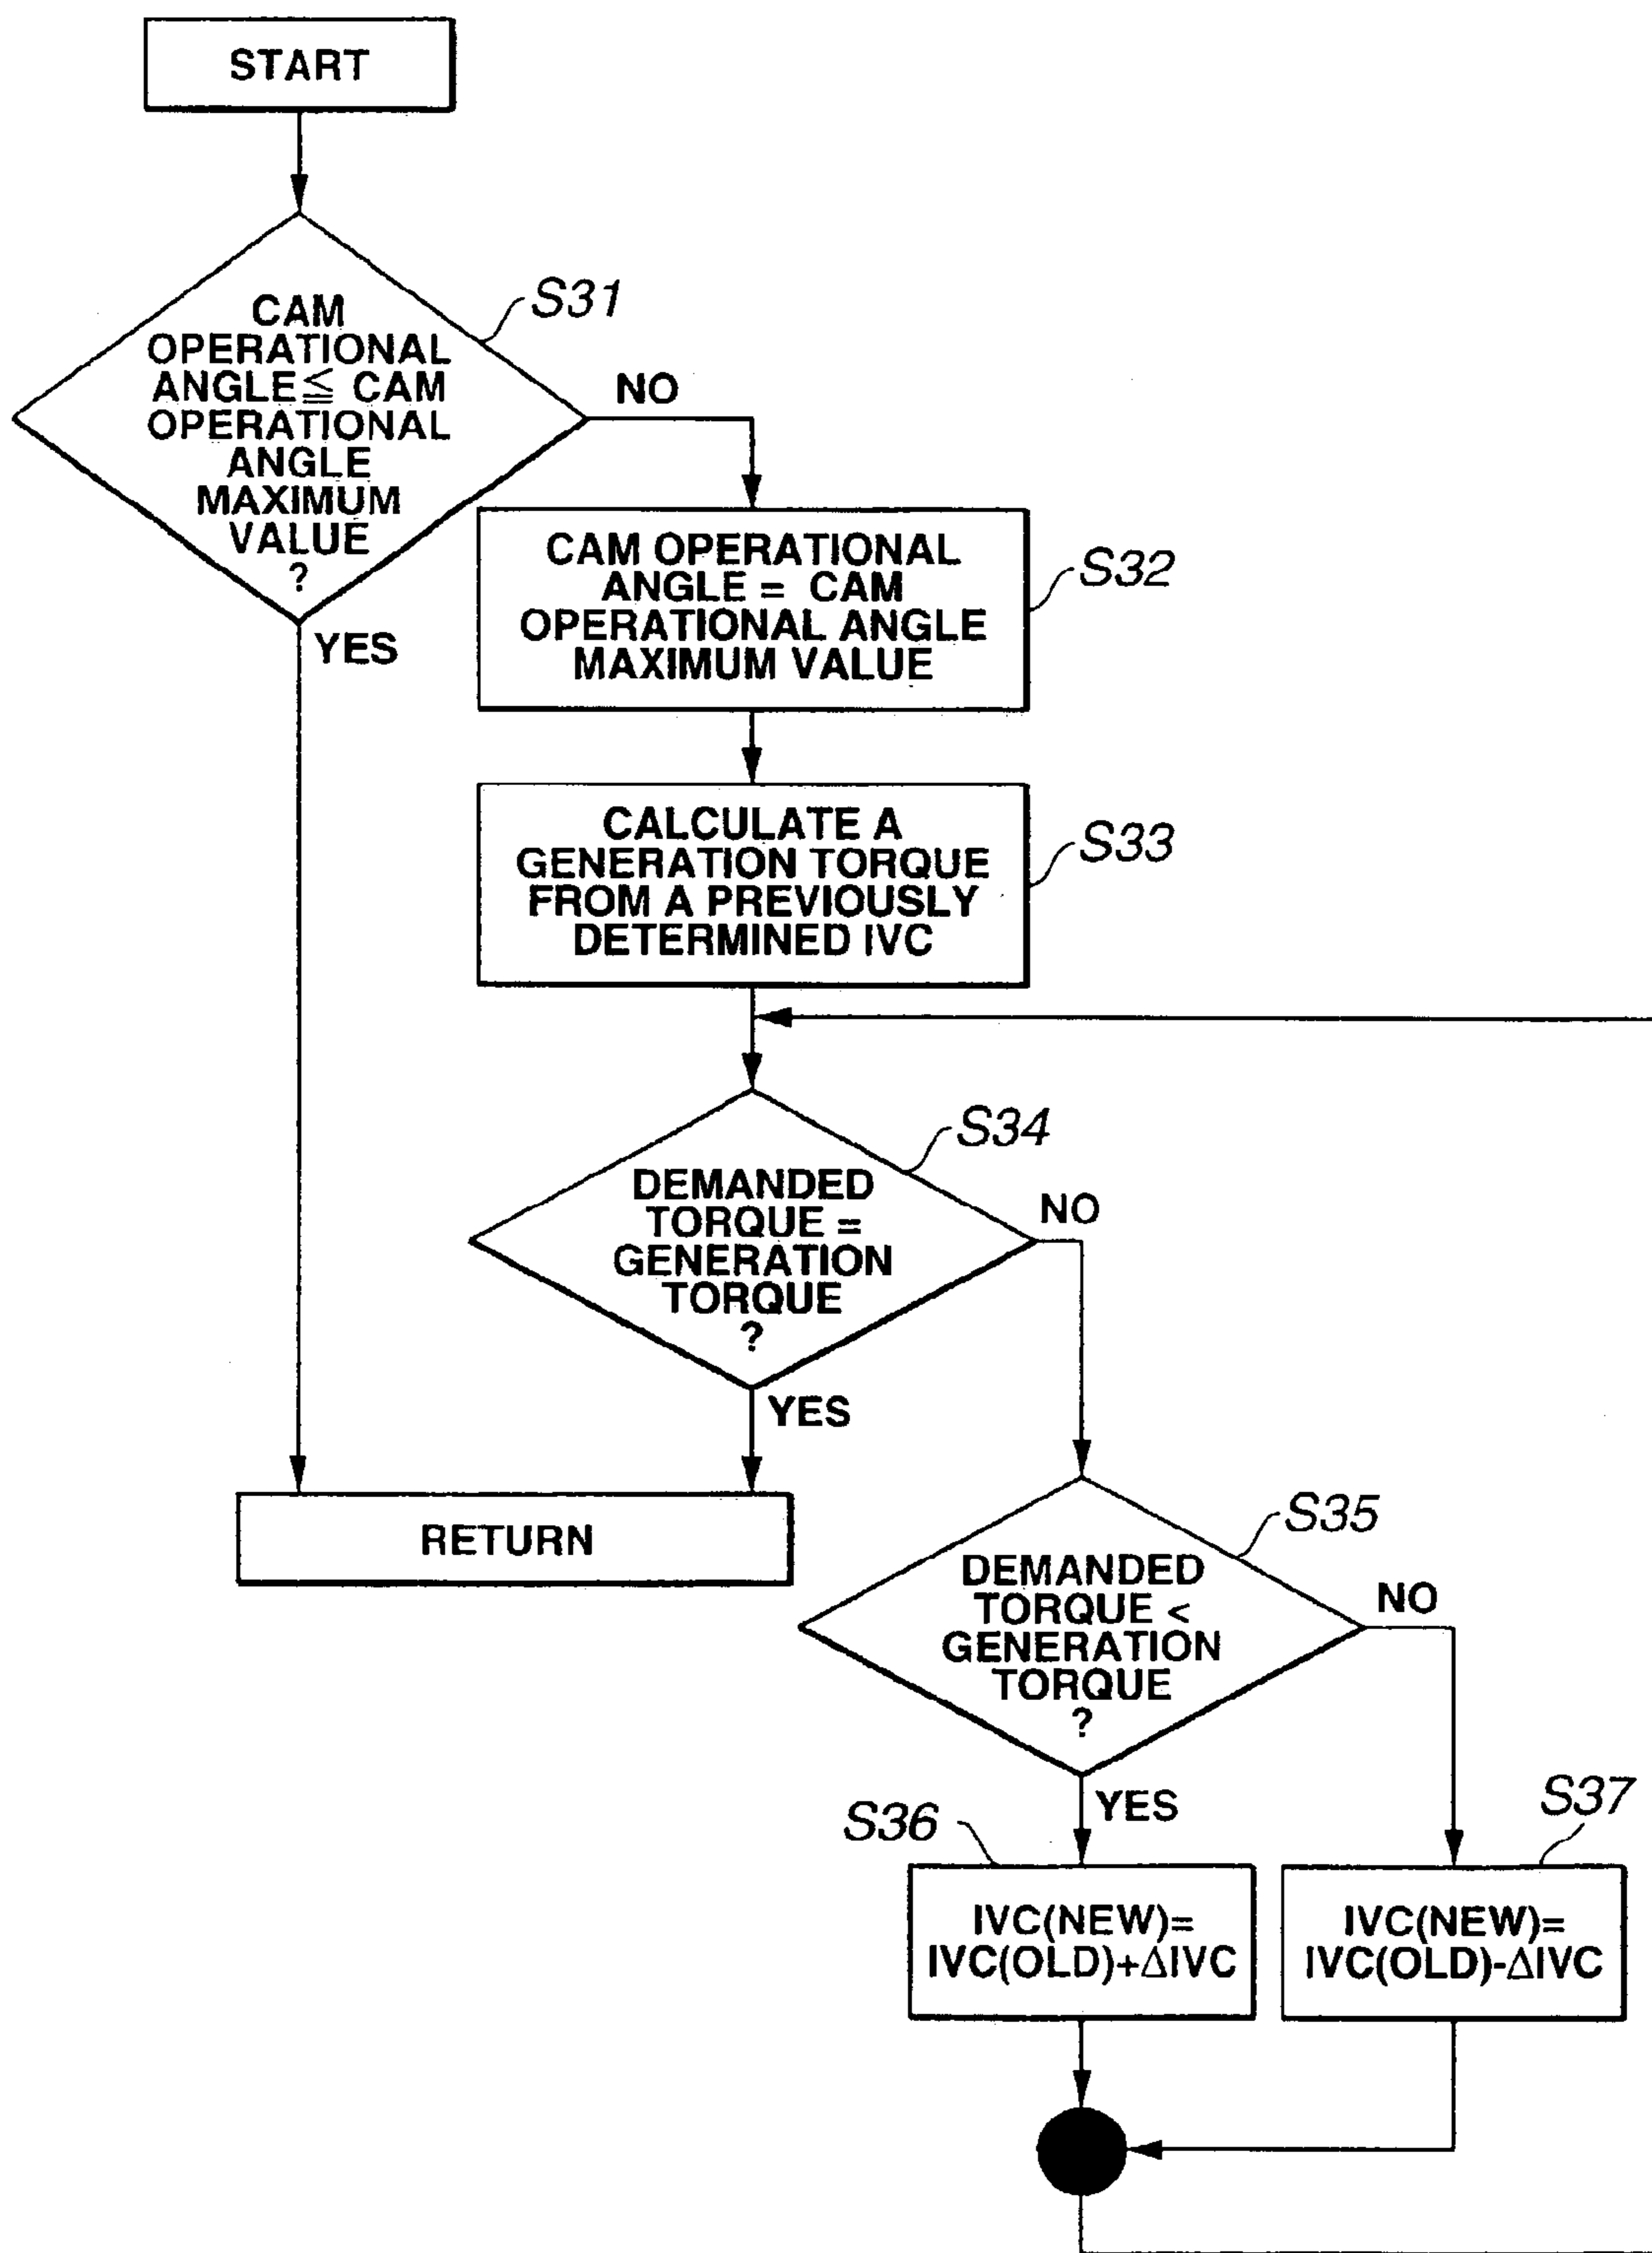 START
CAM
OPERATIONAL
ANGLE≦ CAM
OPERATIONAL
ANGLE
MAXIMUM
VALUE
?
S31
NO
YES
CAM OPERATIONAL
ANGLE = CAM
OPERATIONAL ANGLE
MAXIMUM VALUE
S32
CALCULATE A
GENERATION TORQUE
FROM A PREVIOUSLY
DETERMINED IVC
S33
DEMANDED
TORQUE =
GENERATION
TORQUE
?
S34
NO
YES
RETURN
DEMANDED
TORQUE <
GENERATION
TORQUE
?
S35
NO
YES
S36
IVC(NEW)=
IVC(OLD)+ΔIVC
S37
IVC(NEW)=
IVC(OLD)-ΔIVC